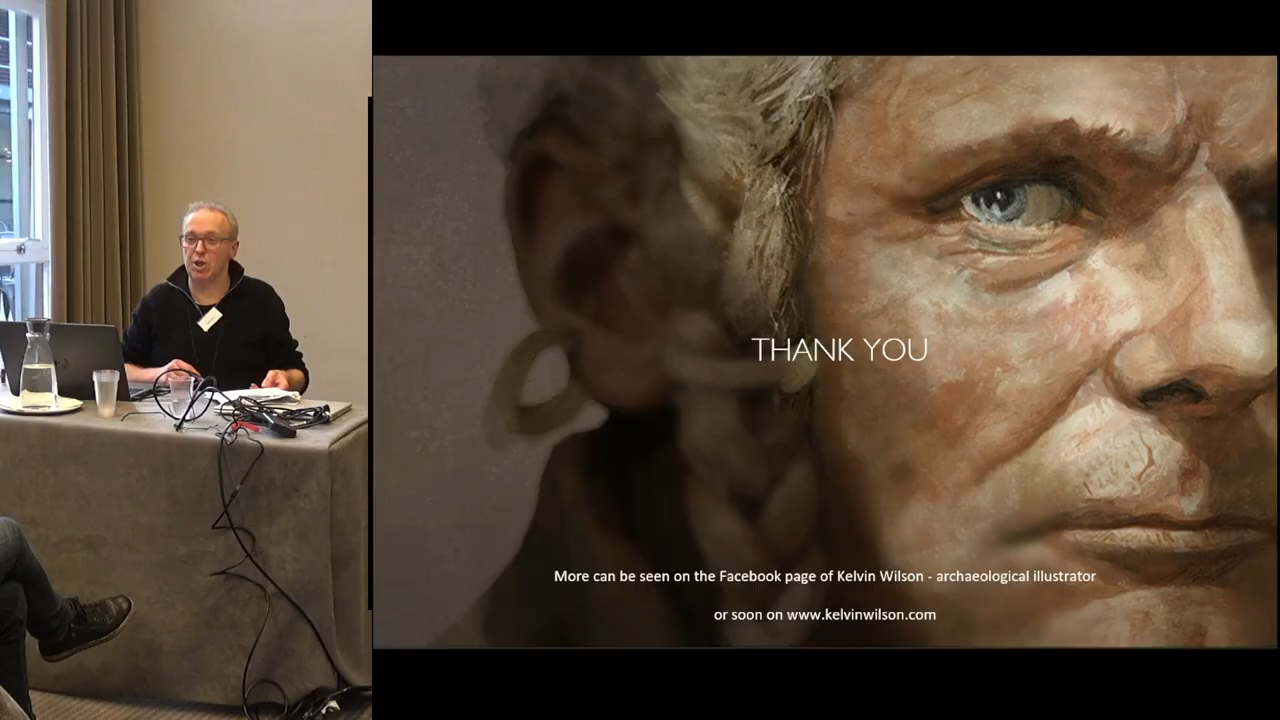 THANK YOU
More can be seen on the Facebook page of Kelvin Wilson - archaeological illustrator
or soon on www.kelvinwilson.com